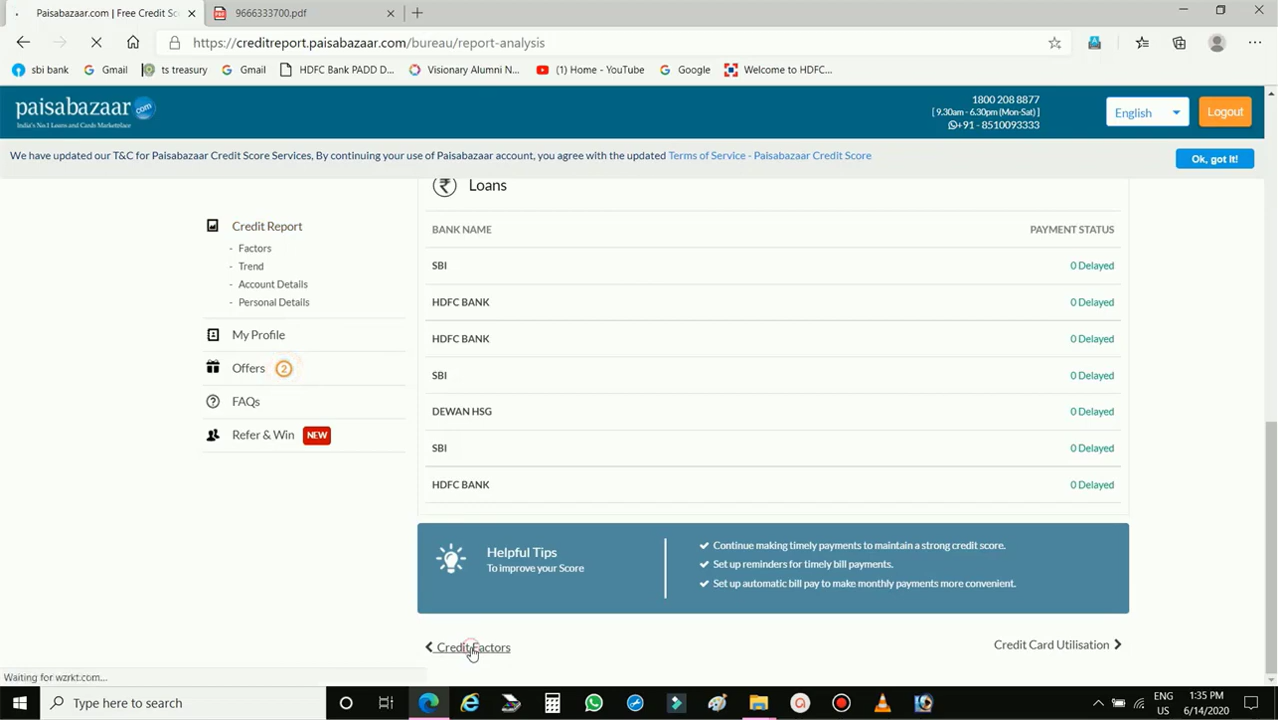 Paisabazaar.com | Free Credit Sc
9666333700.pdf
https://creditreport.paisabazaar.com/bureau/report-analysis
sbi bank
Gmail
ts treasury
Gmail
HDFC Bank PADD D...
Visionary Alumni N...
(1) Home - YouTube
Google
Welcome to HDFC...
paisabazaar.com
India's No.1 Loans and Cards Marketplace
1800 208 8877
[ 9.30am - 6.30pm (Mon-Sat) ]
+91 - 8510093333
English
Logout
We have updated our T&C for Paisabazaar Credit Score Services, By continuing your use of Paisabazaar account, you agree with the updated Terms of Service - Paisabazaar Credit Score
Ok, got It!
Credit Report
- Factors
- Trend
- Account Details
- Personal Details
My Profile
Offers 2
FAQs
Refer & Win NEW
Loans
BANK NAME PAYMENT STATUS
SBI 0 Delayed
HDFC BANK 0 Delayed
HDFC BANK 0 Delayed
SBI 0 Delayed
DEWAN HSG 0 Delayed
SBI 0 Delayed
HDFC BANK 0 Delayed
Helpful Tips
To improve your Score
Continue making timely payments to maintain a strong credit score.
Set up reminders for timely bill payments.
Set up automatic bill pay to make monthly payments more convenient.
Credit Factors
Credit Card Utilisation
Waiting for wzrkt.com...
Type here to search
ENG
US
1:35 PM
6/14/2020